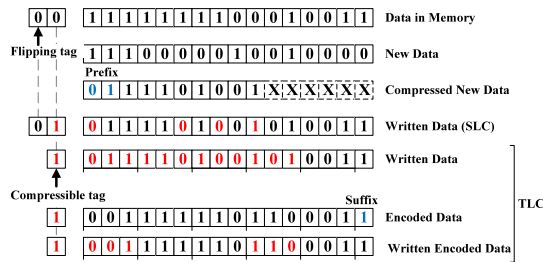 0 0 1 1 1 1 1 1 1 1 0 0 0 1 0 0 1 1 Data in Memory
Flipping tag 1 1 1 0 0 0 0 0 1 0 0 1 0 0 0 0 New Data
Prefix
0 1 1 1 1 0 1 0 0 1 X X X X X X Compressed New Data
0 1 0 1 1 1 1 0 1 0 0 1 0 1 0 0 1 1 Written Data (SLC)
1 0 1 1 1 1 0 1 0 0 1 0 1 0 0 1 1 Written Data
Compressible tag Suffix
TLC
1 0 0 1 1 1 1 1 1 0 1 1 0 0 0 1 1 Encoded Data
1 0 0 1 1 1 1 1 1 0 1 1 0 0 0 1 1 Written Encoded Data